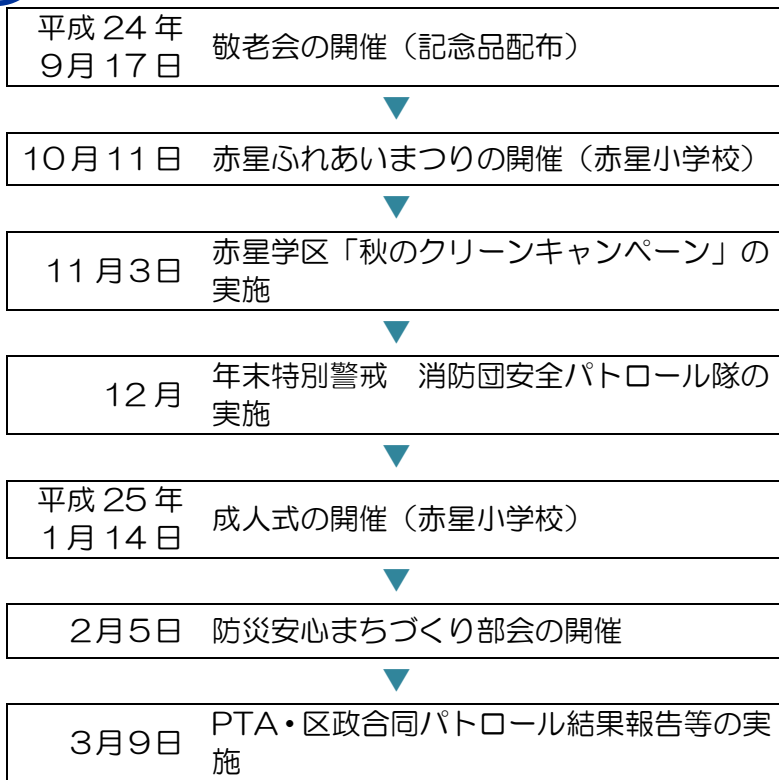 平成24年
9月17日
敬老会の開催（記念品配布）
▼
10月11日 赤星ふれあいまつりの開催（赤星小学校）
▼
11月3日
赤星学区「秋のクリーンキャンペーン」の
実施
▼
12月
年末特別警戒　消防団安全パトロール隊の
実施
▼
平成25年
1月14日
成人式の開催（赤星小学校）
▼
2月5日 防災安心まちづくり部会の開催
▼
3月9日
PTA・区政合同パトロール結果報告等の実
施